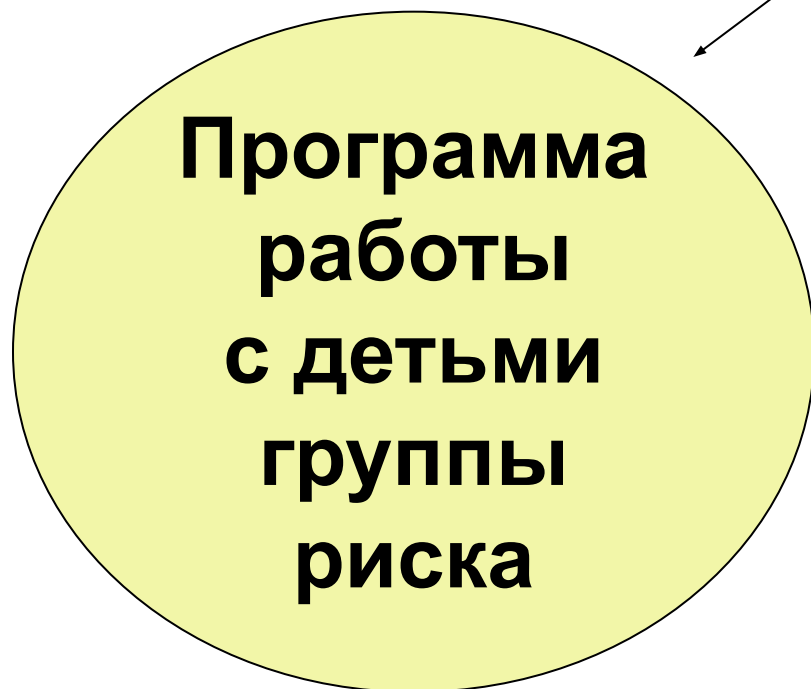 Программа
работы
с детьми
группы
риска